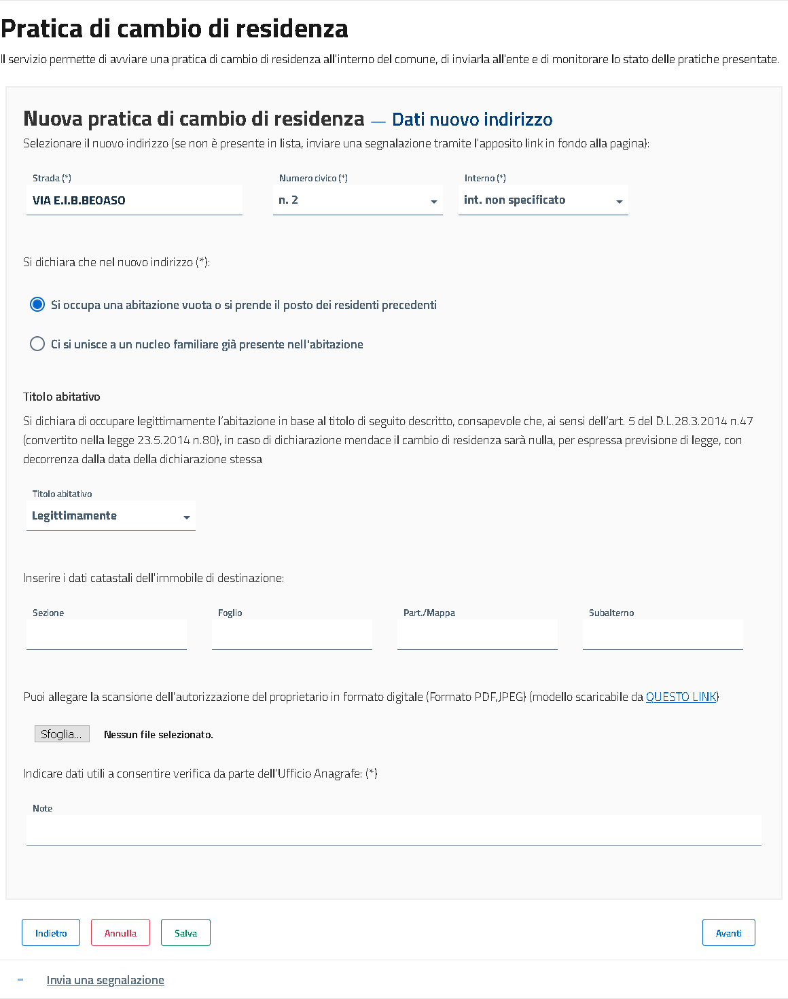 Pratica di cambio di residenza
Il servizio permette di avviare una pratica di cambio di residenza all'interno del comune, di inviarla all'ente e di monitorare lo stato delle pratiche presentate.
Nuova pratica di cambio di residenza — Dati nuovo indirizzo
Selezionare il nuovo indirizzo (se non è presente in lista, inviare una segnalazione tramite l'apposito link in fondo alla pagina):
Strada (*) Numero civico (*) Interno (*)
VIA E.I.B.BEOASO n. 2 int. non specificato
Si dichiara che nel nuovo indirizzo (*):
Si occupa una abitazione vuota o si prende il posto dei residenti precedenti
Ci si unisce a un nucleo familiare già presente nell'abitazione
Titolo abitativo
Si dichiara di occupare legittimamente l’abitazione in base al titolo di seguito descritto, consapevole che, ai sensi dell’art. 5 del D.L.28.3.2014 n.47
(convertito nella legge 23.5.2014 n.80), in caso di dichiarazione mendace il cambio di residenza sarà nulla, per espressa previsione di legge, con
decorrenza dalla data della dichiarazione stessa
Titolo abitativo
Legittimamente
Inserire i dati catastali dell'immobile di destinazione:
Sezione Foglio Part./Mappa Subalterno
Puoi allegare la scansione dell'autorizzazione del proprietario in formato digitale (Formato PDF,JPEG) (modello scaricabile da QUESTO LINK)
Sfoglia... Nessun file selezionato.
Indicare dati utili a consentire verifica da parte dell’Ufficio Anagrafe: (*)
Note
Indietro Annulla Salva Avanti
- Invia una segnalazione